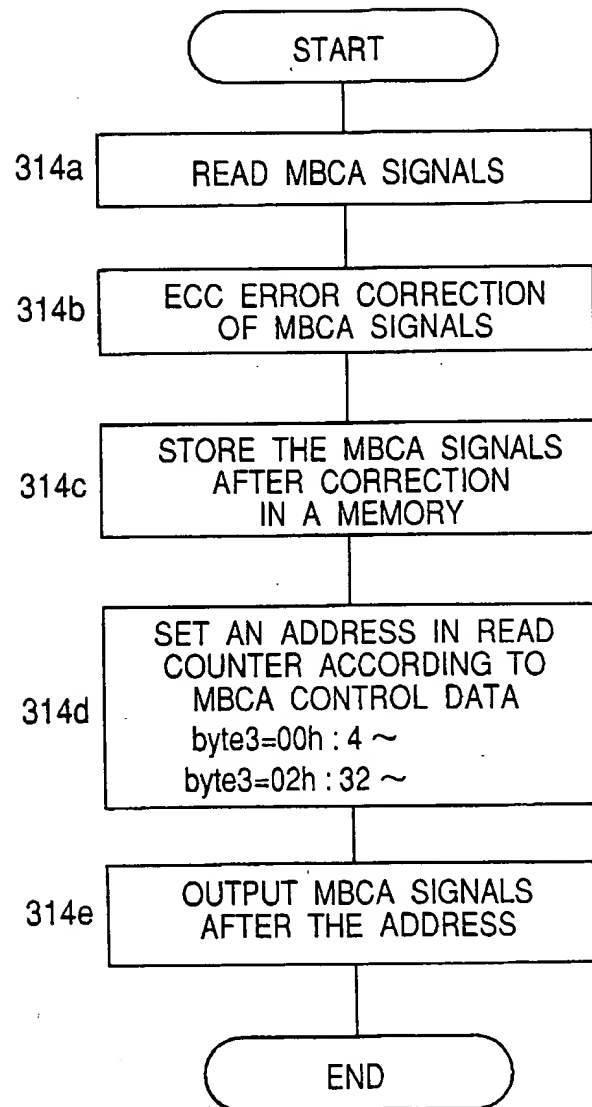 START
314a
READ MBCA SIGNALS
314b
ECC ERROR CORRECTION
OF MBCA SIGNALS
314c
STORE THE MBCA SIGNALS
AFTER CORRECTION
IN A MEMORY
314d
SET AN ADDRESS IN READ
COUNTER ACCORDING TO
MBCA CONTROL DATA
byte3=00h : 4 ~
byte3=02h : 32 ~
314e
OUTPUT MBCA SIGNALS
AFTER THE ADDRESS
END